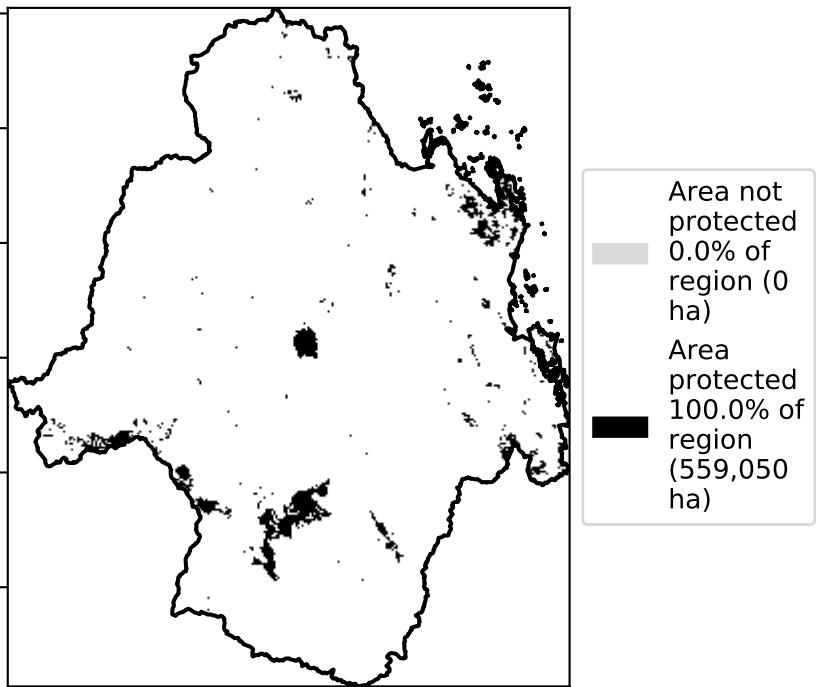 Area not
protected
0.0% of
region (0
ha)
Area
protected
100.0% of
region
(559,050
ha)